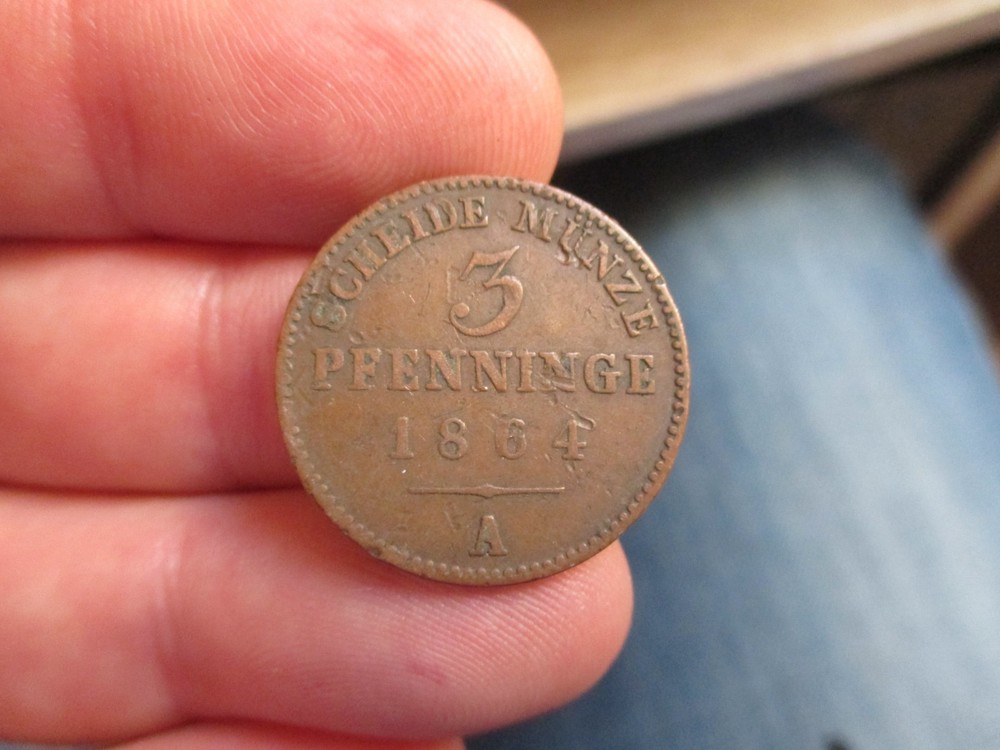 SCHEIDE MÜNZE
3
PFENNINGE
1864
A